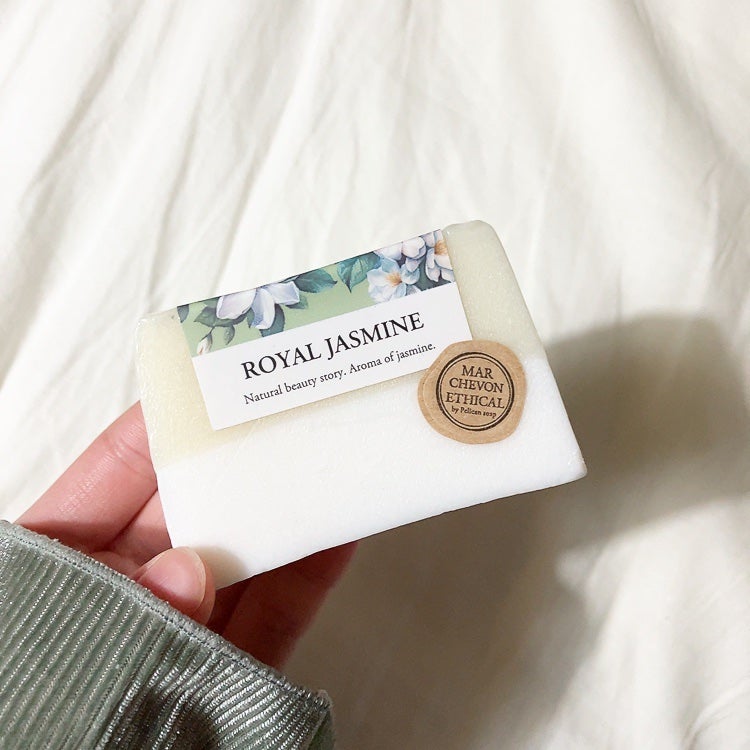 ROYAL JASMINE
Natural beauty story. Aroma of jasmine.
MAR
CHEVON
ETHICAL
by Pelican soap